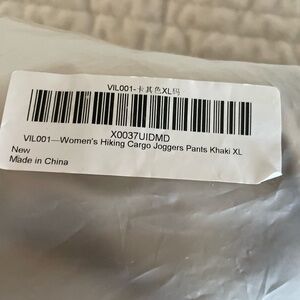 VIL001-卡其色XL码
X0037UIDMD
VIL001—Women's Hiking Cargo Joggers Pants Khaki XL
New
Made in China